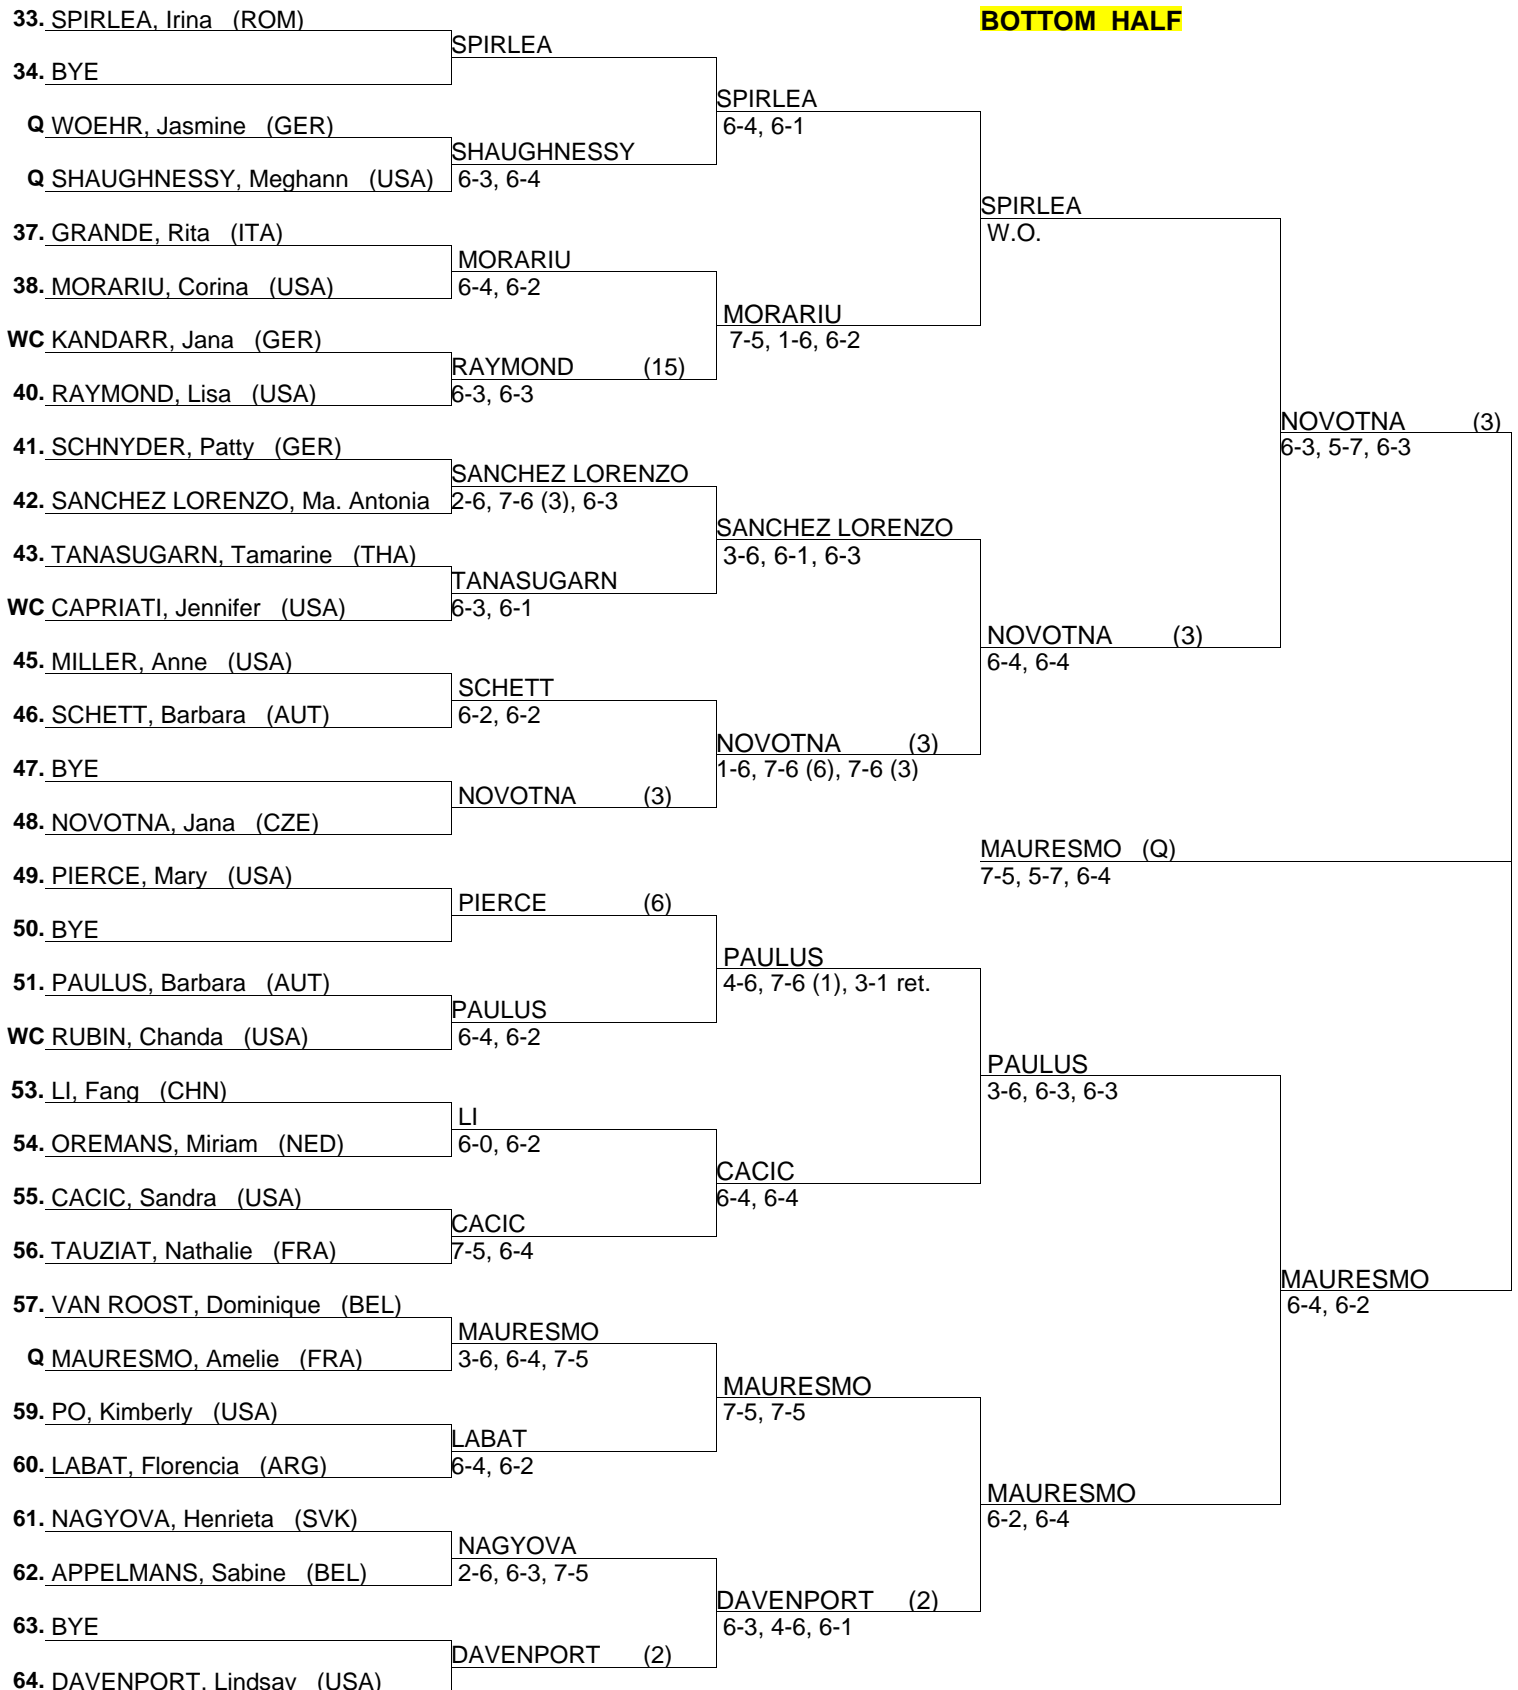 33. SPIRLEA, Irina (ROM)
BOTTOM HALF
SPIRLEA
34. BYE
SPIRLEA
6-4, 6-1
Q WOEHR, Jasmine (GER)
SHAUGHNESSY
6-3, 6-4
Q SHAUGHNESSY, Meghann (USA)
SPIRLEA
W.O.
37. GRANDE, Rita (ITA)
MORARIU
6-4, 6-2
38. MORARIU, Corina (USA)
MORARIU
7-5, 1-6, 6-2
WC KANDARR, Jana (GER)
RAYMOND (15)
6-3, 6-3
40. RAYMOND, Lisa (USA)
NOVOTNA (3)
6-3, 5-7, 6-3
41. SCHNYDER, Patty (GER)
SANCHEZ LORENZO
2-6, 7-6 (3), 6-3
42. SANCHEZ LORENZO, Ma. Antonia
SANCHEZ LORENZO
3-6, 6-1, 6-3
43. TANASUGARN, Tamarine (THA)
TANASUGARN
6-3, 6-1
WC CAPRIATI, Jennifer (USA)
NOVOTNA (3)
6-4, 6-4
45. MILLER, Anne (USA)
SCHETT
6-2, 6-2
46. SCHETT, Barbara (AUT)
NOVOTNA (3)
1-6, 7-6 (6), 7-6 (3)
47. BYE
NOVOTNA (3)
48. NOVOTNA, Jana (CZE)
MAURESMO (Q)
7-5, 5-7, 6-4
49. PIERCE, Mary (USA)
PIERCE (6)
50. BYE
PAULUS
4-6, 7-6 (1), 3-1 ret.
51. PAULUS, Barbara (AUT)
PAULUS
6-4, 6-2
WC RUBIN, Chanda (USA)
PAULUS
3-6, 6-3, 6-3
53. LI, Fang (CHN)
LI
6-0, 6-2
54. OREMANS, Miriam (NED)
CACIC
6-4, 6-4
55. CACIC, Sandra (USA)
CACIC
7-5, 6-4
56. TAUZIAT, Nathalie (FRA)
MAURESMO
6-4, 6-2
57. VAN ROOST, Dominique (BEL)
MAURESMO
3-6, 6-4, 7-5
Q MAURESMO, Amelie (FRA)
MAURESMO
7-5, 7-5
59. PO, Kimberly (USA)
LABAT
6-4, 6-2
60. LABAT, Florencia (ARG)
MAURESMO
6-2, 6-4
61. NAGYOVA, Henrieta (SVK)
NAGYOVA
2-6, 6-3, 7-5
62. APPELMANS, Sabine (BEL)
DAVENPORT (2)
6-3, 4-6, 6-1
63. BYE
DAVENPORT (2)
64. DAVENPORT, Lindsay (USA)